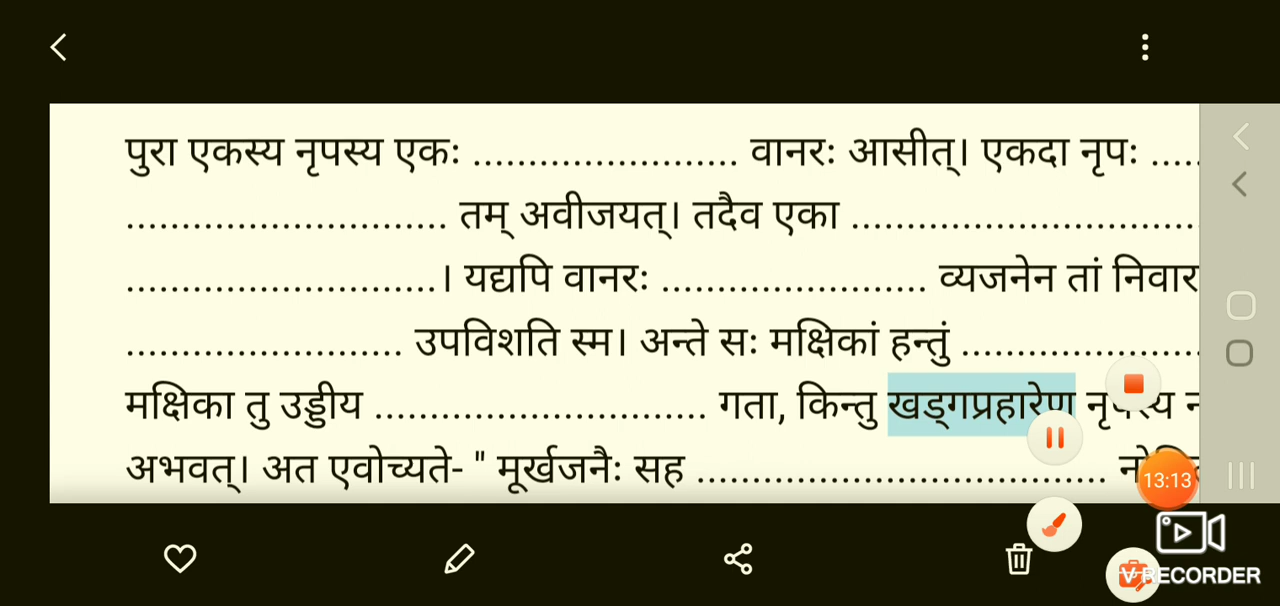 पुरा एकस्य नृपस्य एकः ........................ वानरः आसीत्। एकदा नृपः .....
............................. तम् अवीजयत्। तदैव एका ...............................
............................। यद्यपि वानरः ........................ व्यजनेन तां निवार
......................... उपविशति स्म। अन्ते सः मक्षिकां हन्तुं ......................
मक्षिका तु उड्डीय .............................. गता, किन्तु खड्गप्रहारेण
अभवत्। अत एवोच्यते- " मूर्खजनैः सह .....................................
13:13
V RECORDER